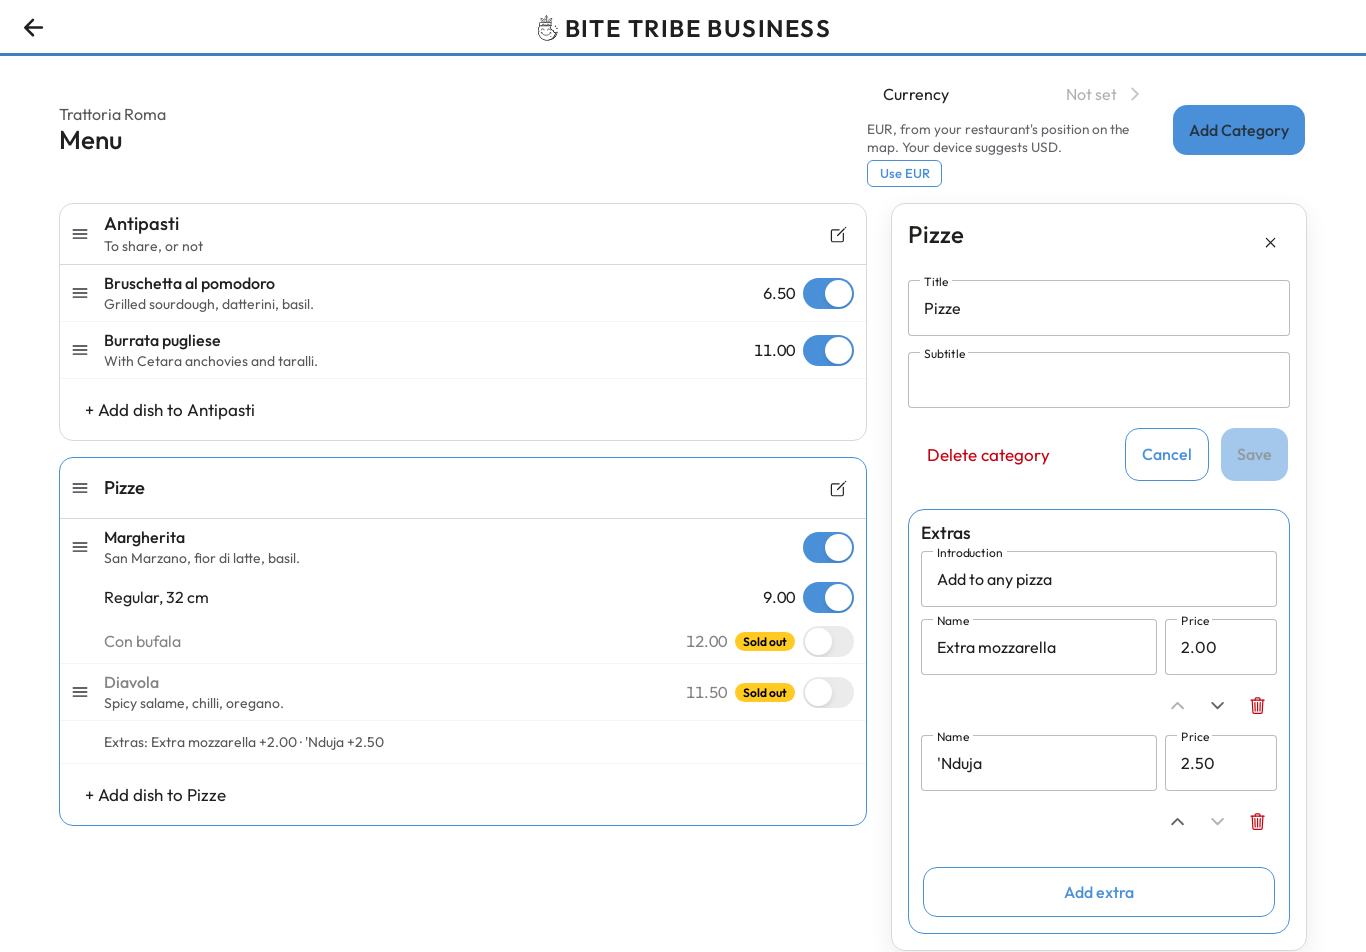 BITE TRIBE BUSINESS
Trattoria Roma
Menu
Currency
Not set
EUR, from your restaurant's position on the
map. Your device suggests USD.
Use EUR
Add Category
Antipasti
To share, or not
Bruschetta al pomodoro
Grilled sourdough, datterini, basil.
6.50
Burrata pugliese
With Cetara anchovies and taralli.
11.00
+ Add dish to Antipasti
Pizze
Margherita
San Marzano, fior di latte, basil.
Regular, 32 cm
9.00
Con bufala
12.00
Sold out
Diavola
Spicy salame, chilli, oregano.
11.50
Sold out
Extras: Extra mozzarella +2.00 · 'Nduja +2.50
+ Add dish to Pizze
Pizze
Title
Pizze
Subtitle
Delete category
Cancel
Save
Extras
Introduction
Add to any pizza
Name
Extra mozzarella
Price
2.00
Name
'Nduja
Price
2.50
Add extra